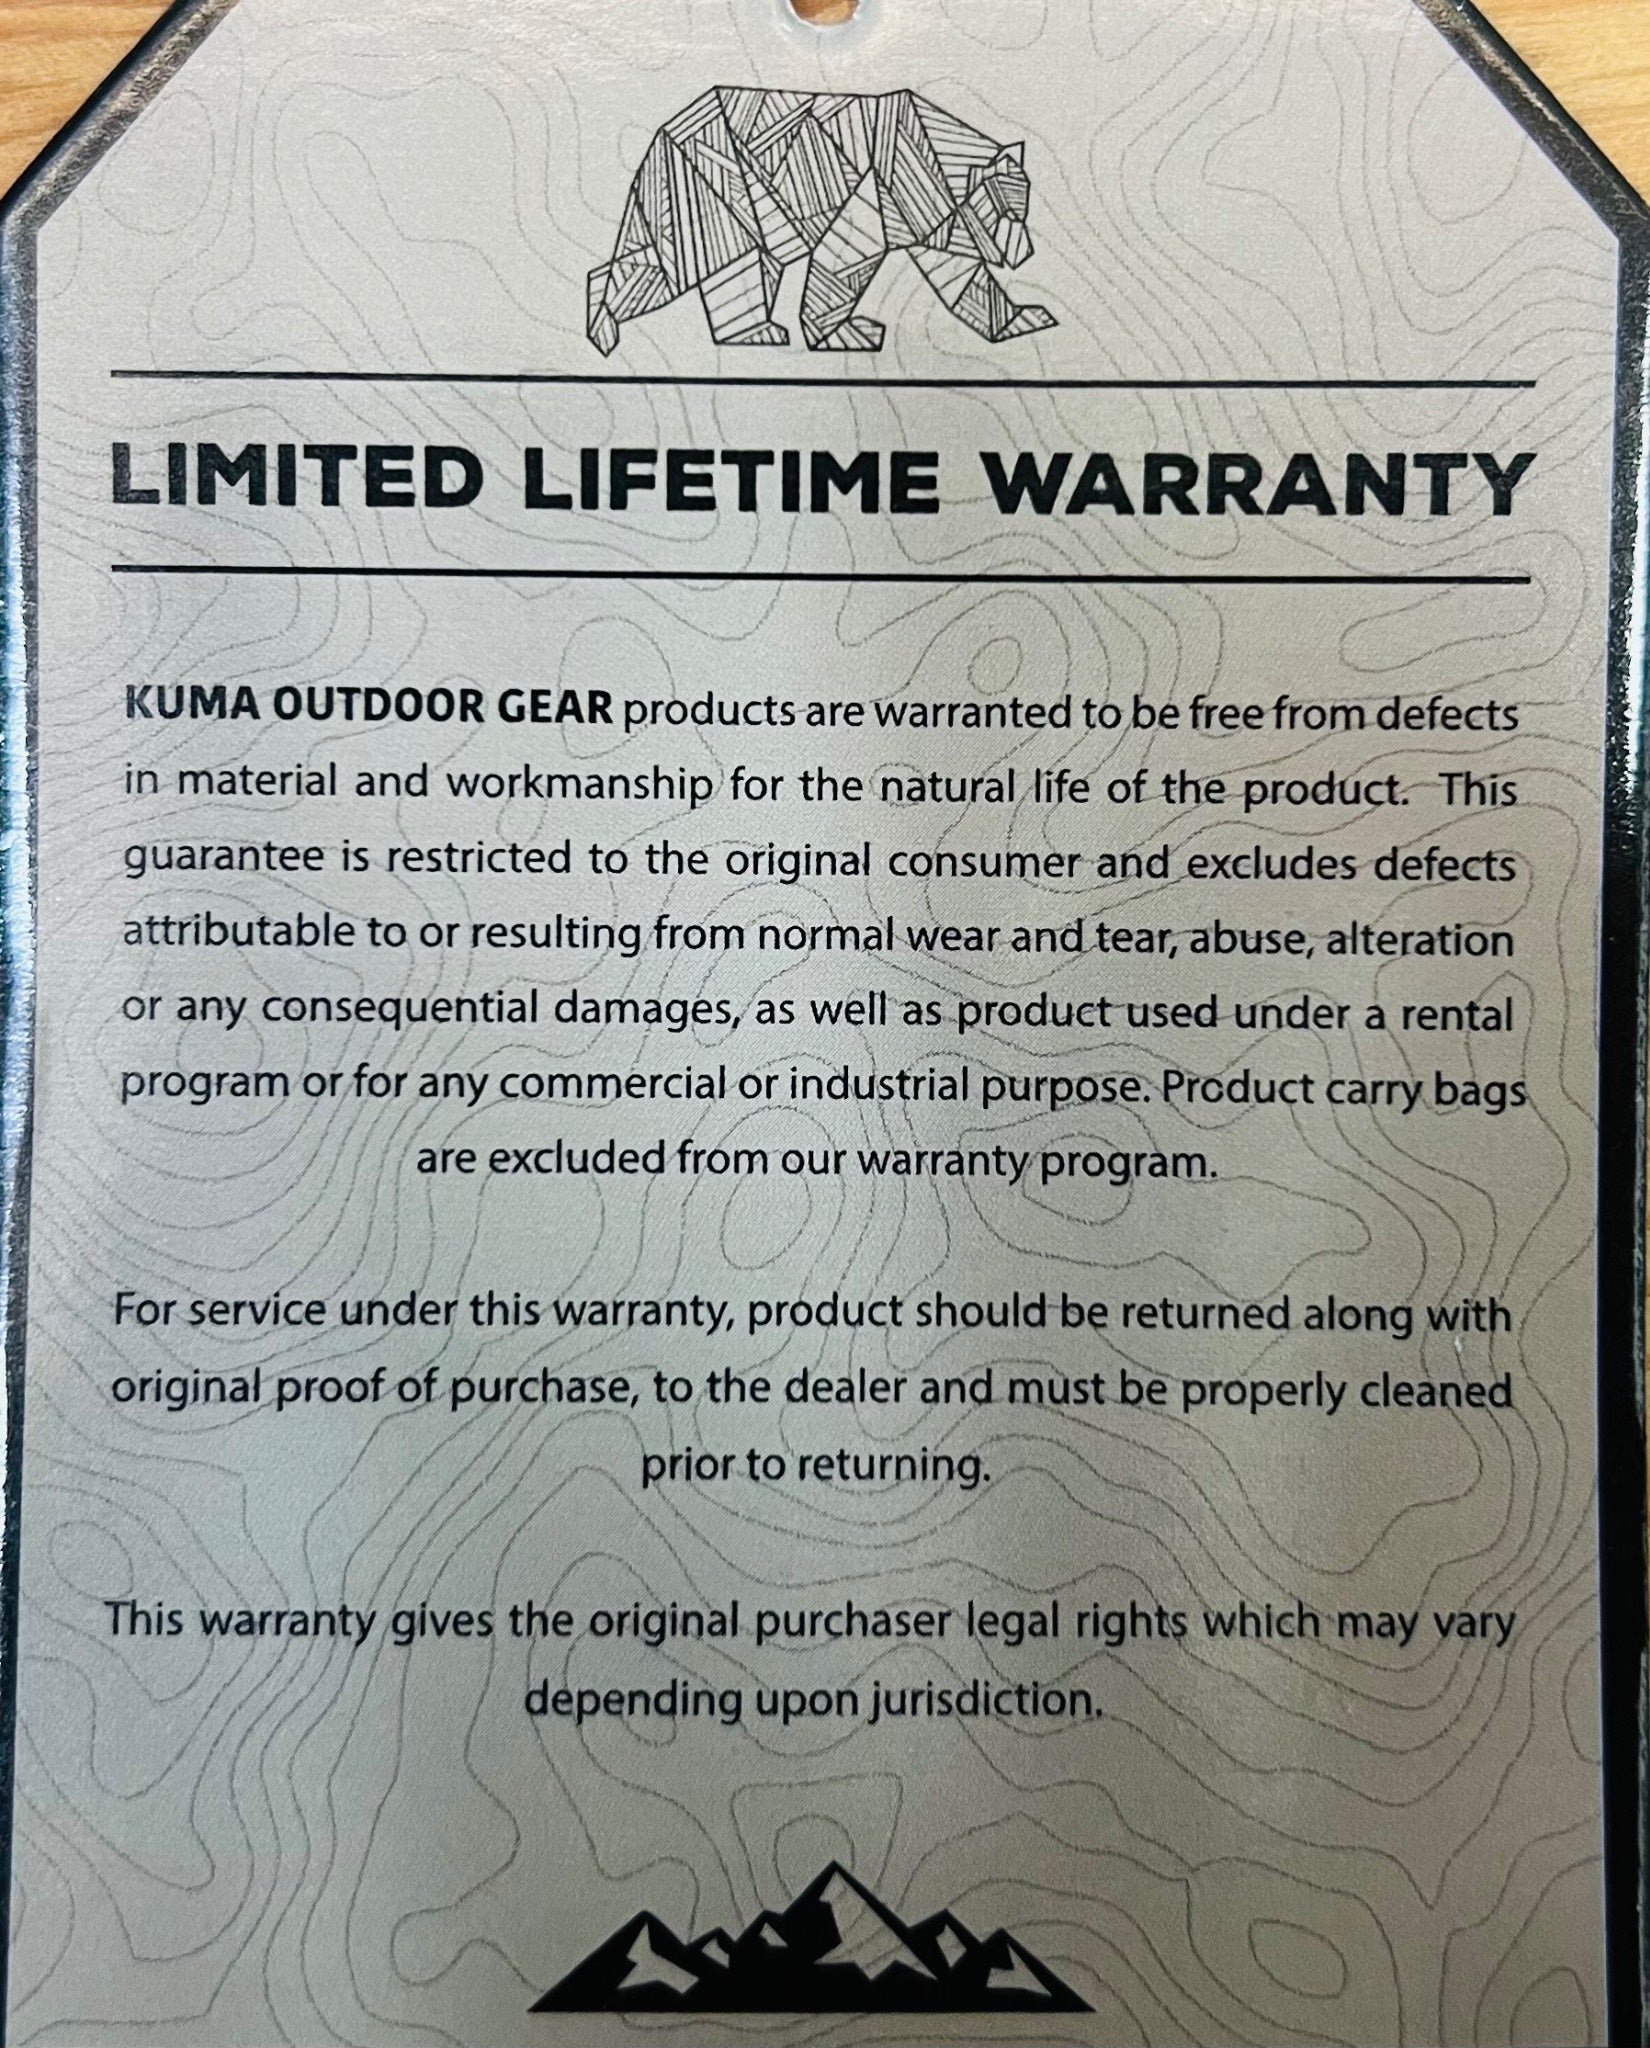 LIMITED LIFETIME WARRANTY
KUMA OUTDOOR GEAR products are warranted to be free from defects
in material and workmanship for the natural life of the product. This
guarantee is restricted to the original consumer and excludes defects
attributable to or resulting from normal wear and tear, abuse, alteration
or any consequential damages, as well as product used under a rental
program or for any commercial or industrial purpose. Product carry bags
are excluded from our warranty program.
For service under this warranty, product should be returned along with
original proof of purchase, to the dealer and must be properly cleaned
prior to returning.
This warranty gives the original purchaser legal rights which may vary
depending upon jurisdiction.